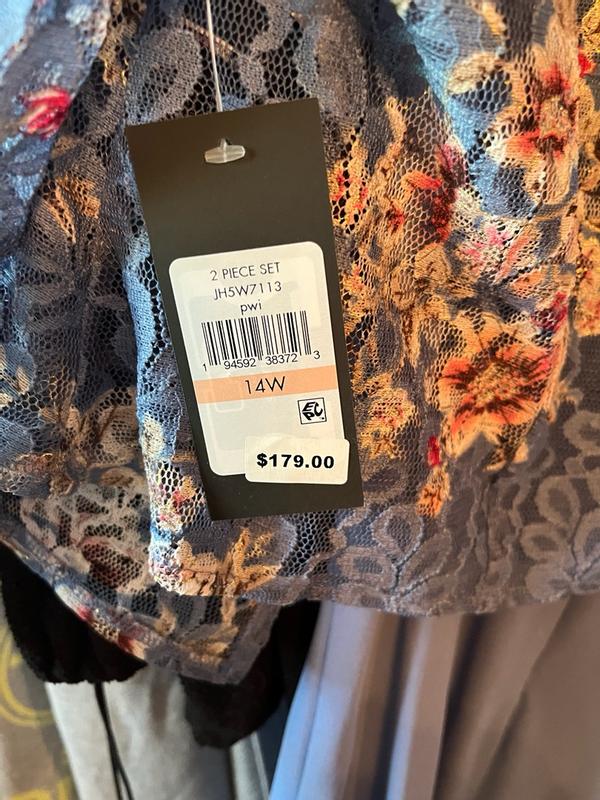 2 PIECE SET
JH5W7113
pwi
1 94592 38372 3
14W
$179.00